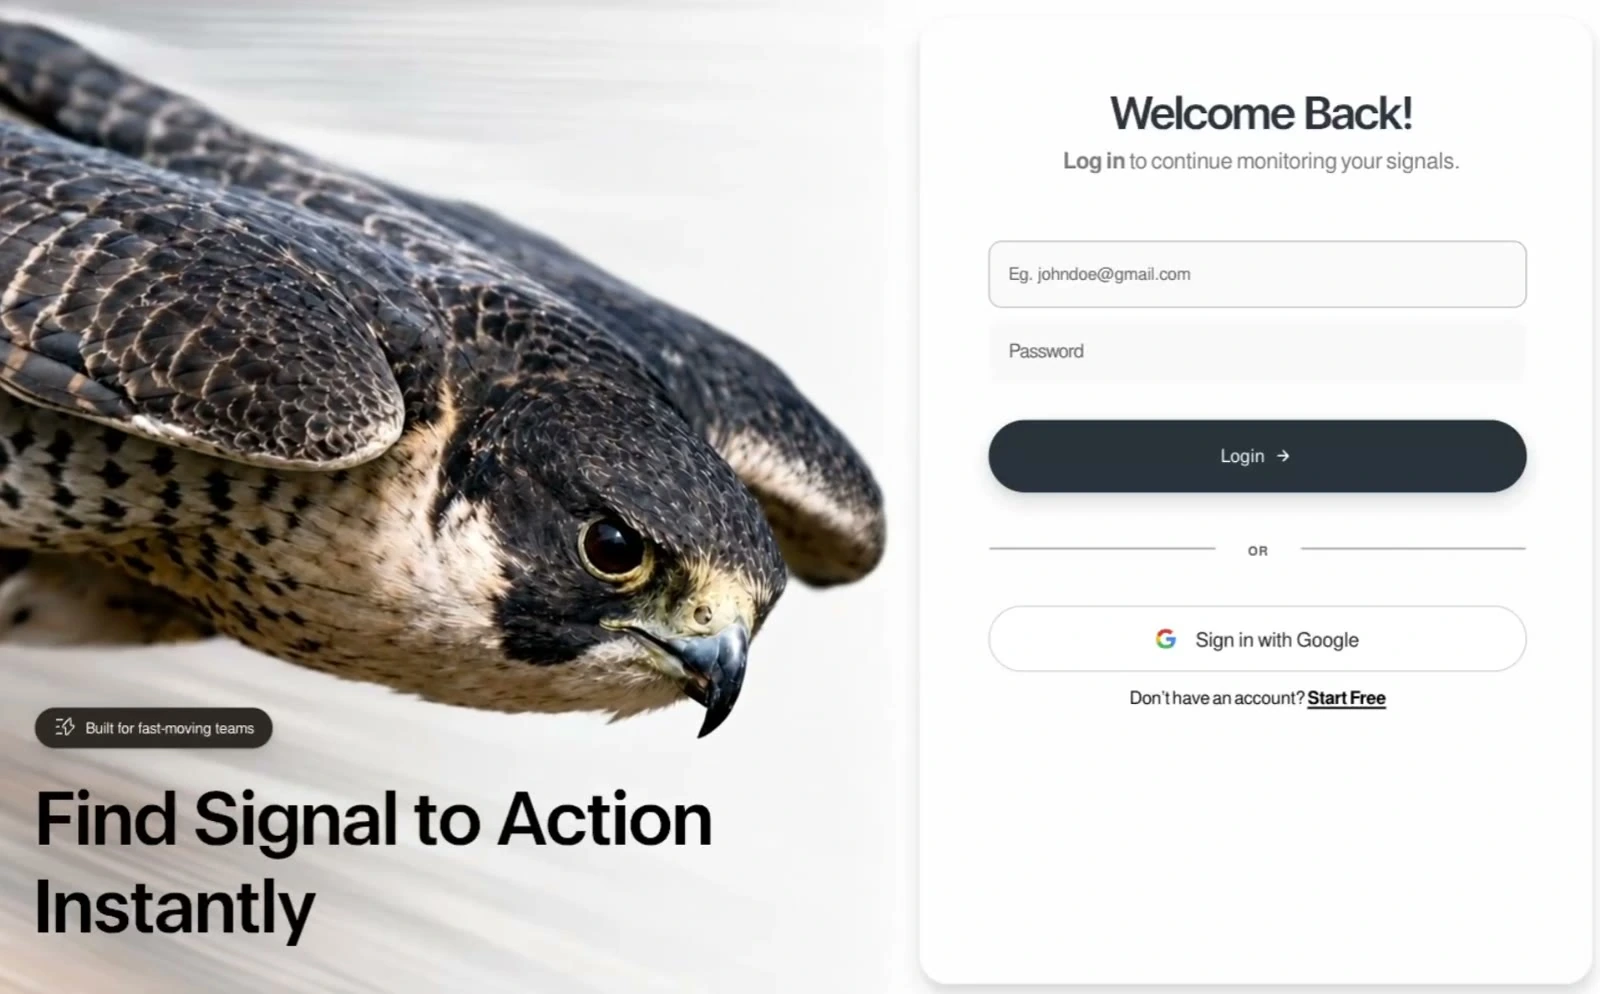 Welcome Back!
Log in to continue monitoring your signals.
Eg. johndoe@gmail.com
Password
Login →
OR
Sign in with Google
Don't have an account? Start Free
Built for fast-moving teams
Find Signal to Action
Instantly